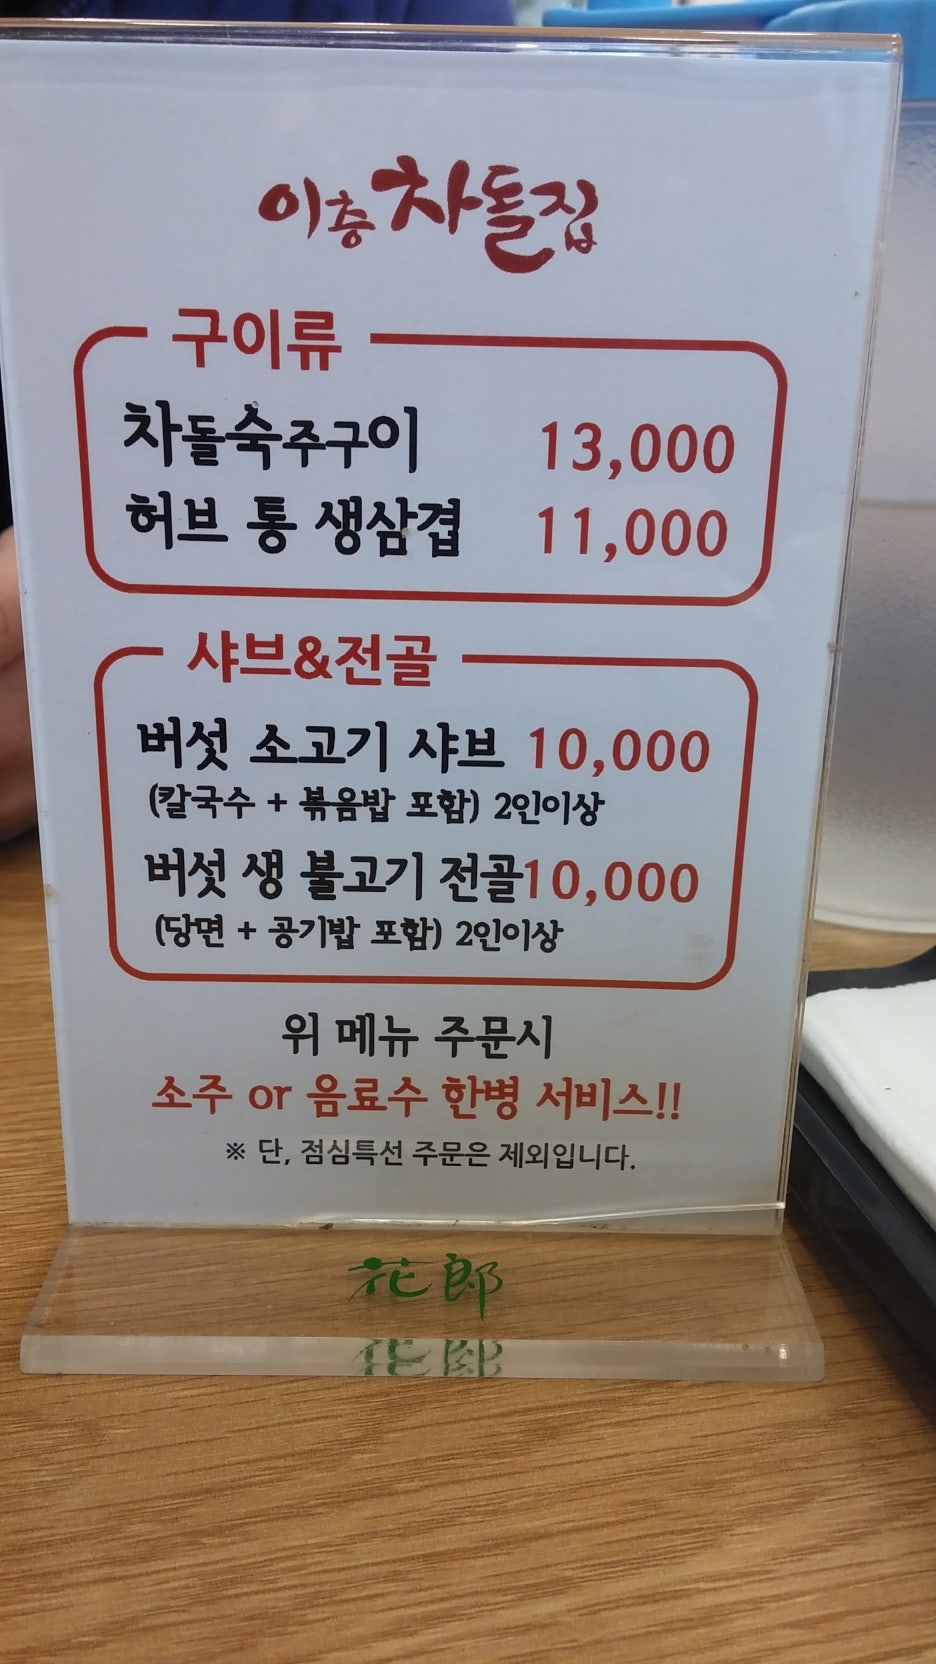 이층 차돌집
구이류
차돌숙주구이 13,000
허브 통 생삼겹 11,000
샤브&전골
버섯 소고기 샤브 10,000
(칼국수 + 볶음밥 포함) 2인이상
버섯 생 불고기 전골 10,000
(당면 + 공기밥 포함) 2인이상
위 메뉴 주문시
소주 or 음료수 한병 서비스!!
※ 단, 점심특선 주문은 제외입니다.
花郎